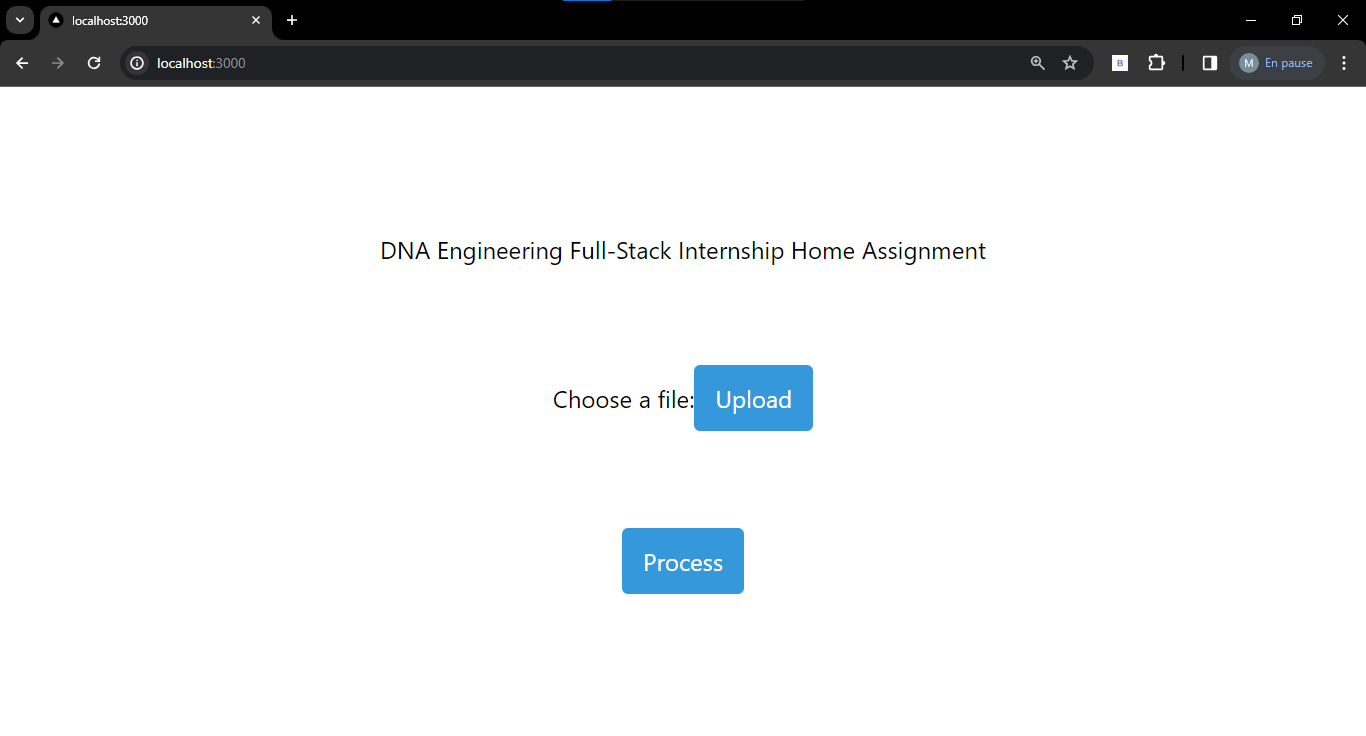 localhost:3000
localhost:3000
B
M En pause
DNA Engineering Full-Stack Internship Home Assignment
Choose a file: Upload
Process